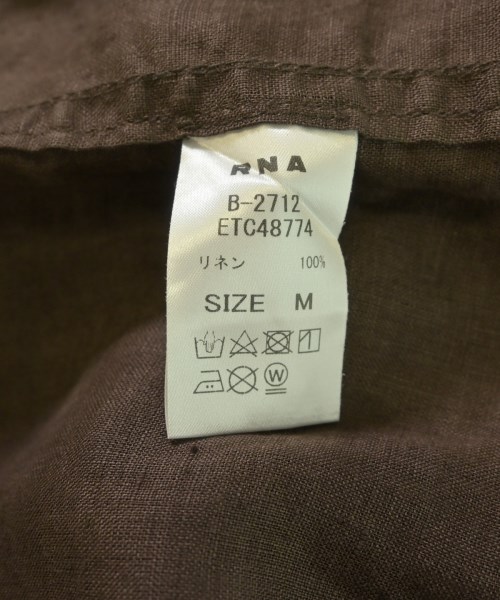 RNA
B-2712
ETC48774
リネン 100%
SIZE M
W